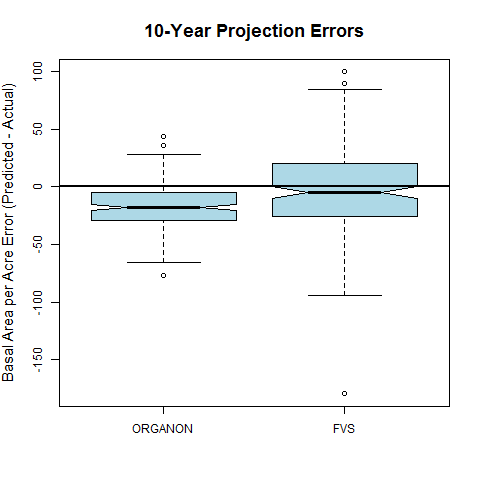 10-Year Projection Errors
Basal Area per Acre Error (Predicted - Actual)
100
50
0
-50
-100
-150
ORGANON
FVS